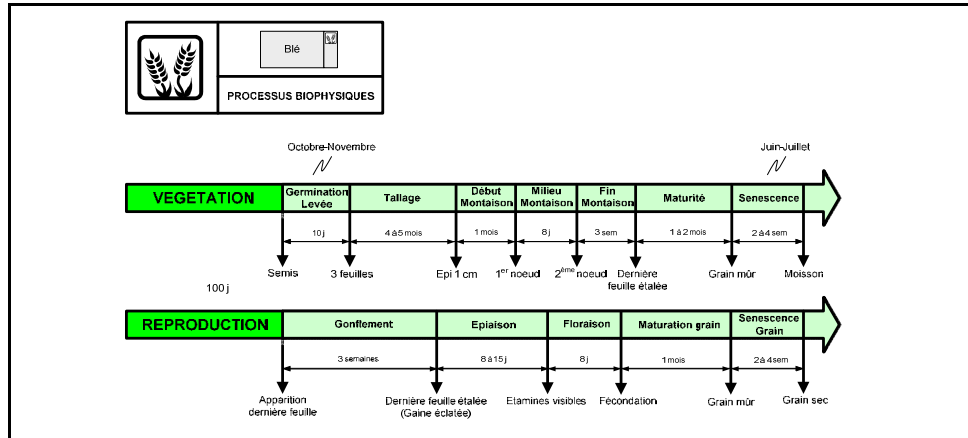 Blé
PROCESSUS BIOPHYSIQUES
Octobre-Novembre
Juin-Juillet
VEGETATION
Germination
Levée
Tallage
Début
Montaison
Milieu
Montaison
Fin
Montaison
Maturité
Senescence
10 j
4 à 5 mois
1 mois
8 j
3 sem
1 à 2 mois
2 à 4 sem
Semis
3 feuilles
Epi 1 cm
1er noeud
2ème noeud
Dernière
feuille étalée
Grain mûr
Moisson
100 j
REPRODUCTION
Gonflement
Epiaison
Floraison
Maturation grain
Senescence
Grain
3 semaines
8 à 15 j
8 j
1 mois
2 à 4 sem
Apparition
dernière feuille
Dernière feuille étalée
(Gaine éclatée)
Etamines visibles
Fécondation
Grain mûr
Grain sec